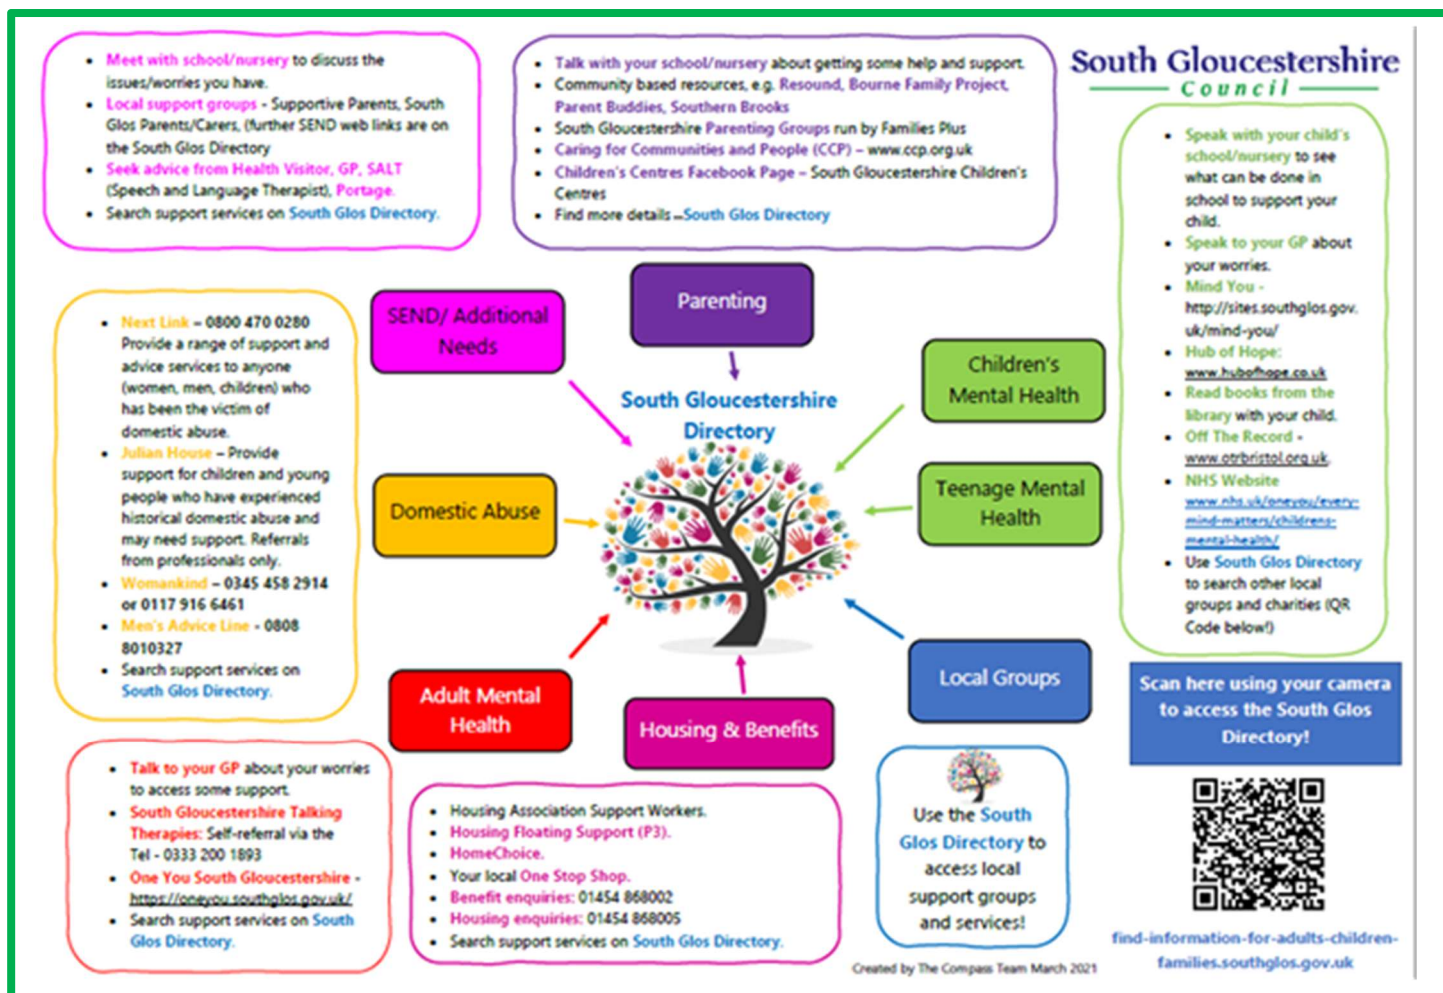 • Meet with school/nursery to discuss the
issues/worries you have.
• Local support groups - Supportive Parents, South
Glos Parents/Carers, (further SEND web links are on
the South Glos Directory
• Seek advice from Health Visitor, GP, SALT
(Speech and Language Therapist), Portage.
• Search support services on South Glos Directory.
• Talk with your school/nursery about getting some help and support.
• Community based resources, e.g. Resound, Bourne Family Project,
Parent Buddies, Southern Brooks
• South Gloucestershire Parenting Groups run by Families Plus
• Caring for Communities and People (CCP) – www.ccp.org.uk
• Children's Centres Facebook Page – South Gloucestershire Children's
Centres
• Find more details –South Glos Directory
South Gloucestershire
Council
• Speak with your child's
school/nursery to see
what can be done in
school to support your
child.
• Speak to your GP about
your worries.
• Mind You -
http://sites.southglos.gov.
uk/mind-you/
• Hub of Hope:
www.hubofhope.co.uk
• Read books from the
library with your child.
• Off The Record -
www.otrbristol.org.uk.
• NHS Website
www.nhs.uk/oneyou/every-
mind-matters/childrens-
mental-health/
• Use South Glos Directory
to search other local
groups and charities (QR
Code below!)
SEND/ Additional
Needs
Parenting
Children's
Mental Health
South Gloucestershire
Directory
Teenage Mental
Health
Domestic Abuse
Local Groups
Adult Mental
Health
Housing & Benefits
• Next Link – 0800 470 0280
Provide a range of support and
advice services to anyone
(women, men, children) who
has been the victim of
domestic abuse.
• Julian House – Provide
support for children and young
people who have experienced
historical domestic abuse and
may need support. Referrals
from professionals only.
• Womankind – 0345 458 2914
or 0117 916 6461
• Men's Advice Line - 0808
8010327
• Search support services on
South Glos Directory.
• Talk to your GP about your worries
to access some support.
• South Gloucestershire Talking
Therapies: Self-referral via the
Tel - 0333 200 1893
• One You South Gloucestershire -
https://oneyou.southglos.gov.uk/
• Search support services on South
Glos Directory.
• Housing Association Support Workers.
• Housing Floating Support (P3).
• HomeChoice.
• Your local One Stop Shop.
• Benefit enquiries: 01454 868002
• Housing enquiries: 01454 868005
• Search support services on South Glos Directory.
Use the South
Glos Directory to
access local
support groups
and services!
Scan here using your camera
to access the South Glos
Directory!
find-information-for-adults-children-
families.southglos.gov.uk
Created by The Compass Team March 2021